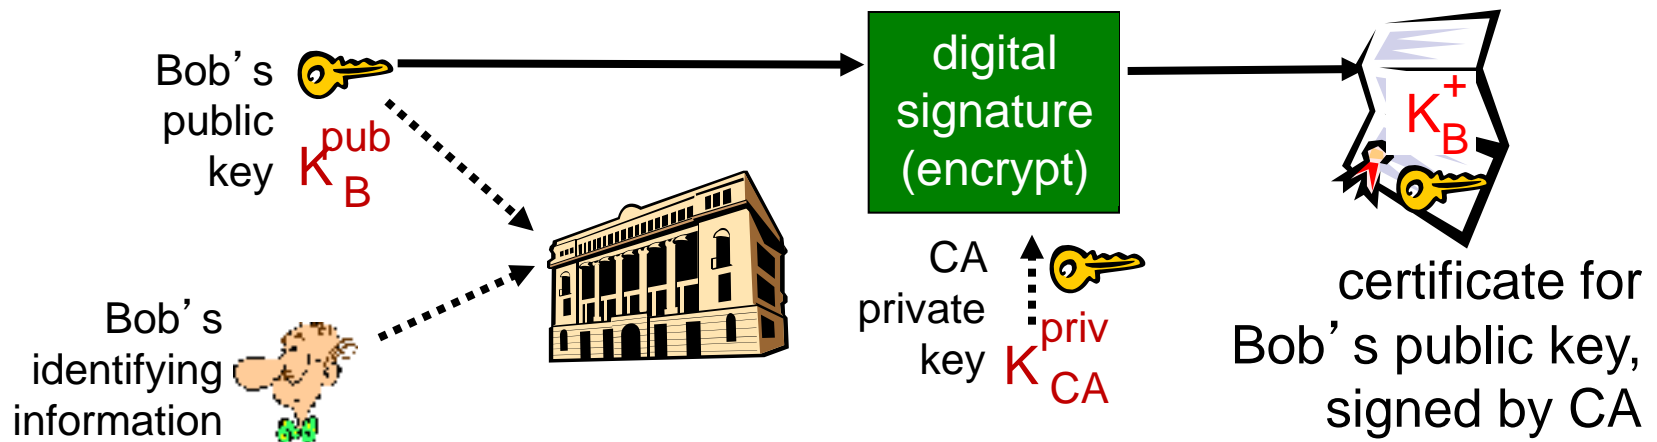 Bob's
public
key
K pub B
Bob's
identifying
information
digital
signature
(encrypt)
CA
private
key
K priv CA
K + B
certificate for
Bob's public key,
signed by CA